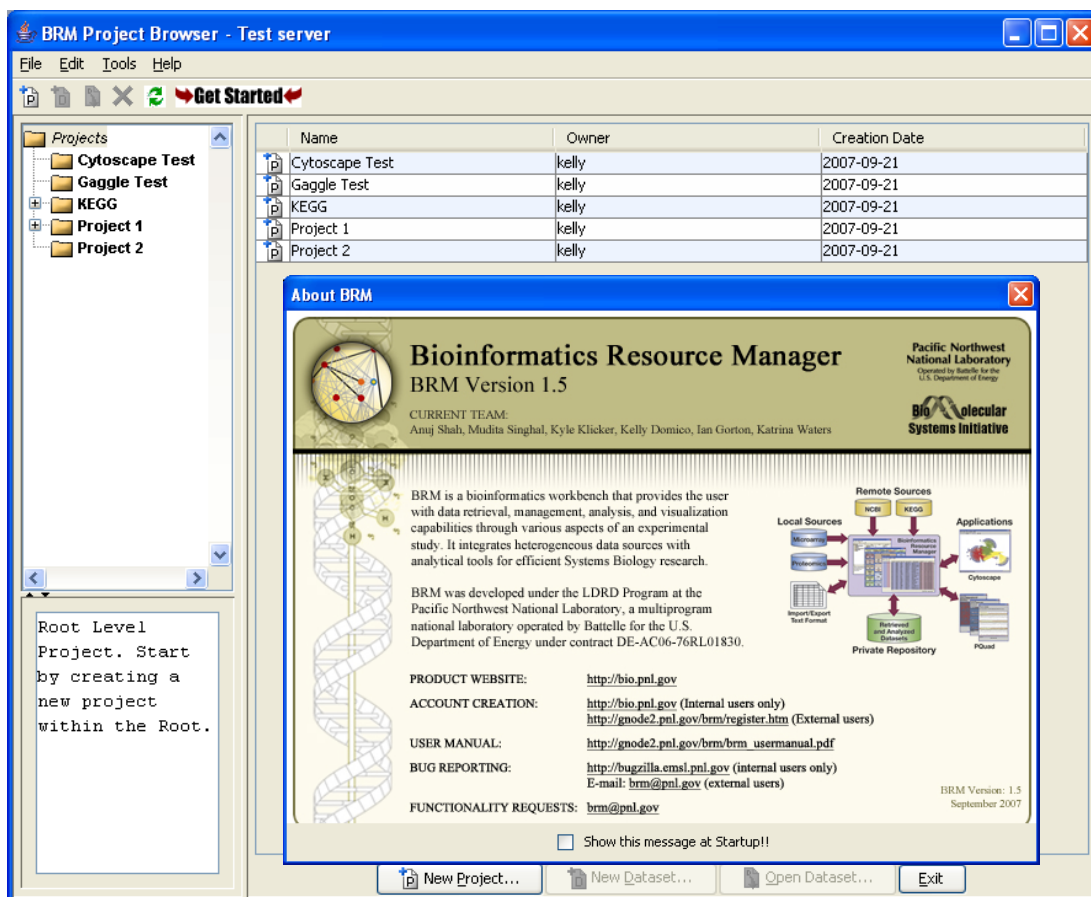 BRM Project Browser - Test server
File Edit Tools Help
Get Started
Projects
Cytoscape Test
Gaggle Test
KEGG
Project 1
Project 2
Name Owner Creation Date
Cytoscape Test kelly 2007-09-21
Gaggle Test kelly 2007-09-21
KEGG kelly 2007-09-21
Project 1 kelly 2007-09-21
Project 2 kelly 2007-09-21
Root Level
Project. Start
by creating a
new project
within the Root.
About BRM
Bioinformatics Resource Manager
BRM Version 1.5
CURRENT TEAM:
Anuj Shah, Mudita Singhal, Kyle Klicker, Kelly Domico, Ian Gorton, Katrina Waters
Pacific Northwest
National Laboratory
Operated by Battelle for the
U.S. Department of Energy
BioMolecular
Systems Initiative
BRM is a bioinformatics workbench that provides the user
with data retrieval, management, analysis, and visualization
capabilities through various aspects of an experimental
study. It integrates heterogeneous data sources with
analytical tools for efficient Systems Biology research.
BRM was developed under the LDRD Program at the
Pacific Northwest National Laboratory, a multiprogram
national laboratory operated by Battelle for the U.S.
Department of Energy under contract DE-AC06-76RL01830.
Remote Sources
NCBI KEGG
Local Sources
Applications
Microarray
Bioinformatics
Resource
Manager
Proteomics
Cytoscape
Import/Export
Text Format
Retrieved
and Analyzed
Datasets
PQuad
Private Repository
PRODUCT WEBSITE: http://bio.pnl.gov
ACCOUNT CREATION: http://bio.pnl.gov (Internal users only)
http://gnode2.pnl.gov/brm/register.htm (External users)
USER MANUAL: http://gnode2.pnl.gov/brm/brm_usermanual.pdf
BUG REPORTING: http://bugzilla.emsl.pnl.gov (internal users only)
E-mail: brm@pnl.gov (external users)
FUNCTIONALITY REQUESTS: brm@pnl.gov
BRM Version: 1.5
September 2007
Show this message at Startup!!
New Project... New Dataset... Open Dataset... Exit